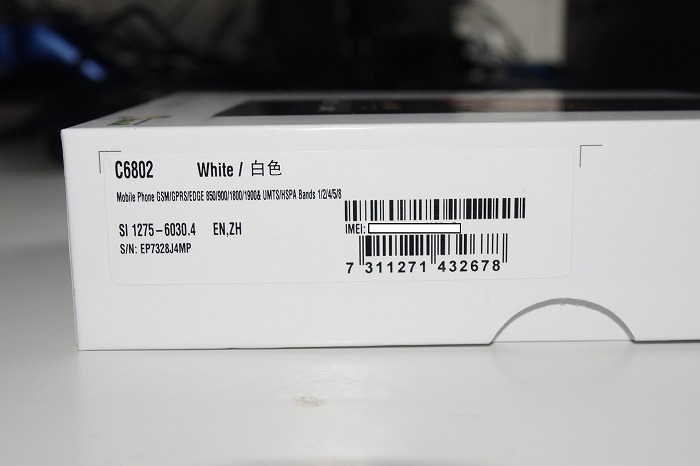 C6802 White / 白色
Mobile Phone GSM/GPRS/EDGE 850/900/1800/1900& UMTS/HSPA Bands 1/2/4/5/8
SI 1275-6030.4 EN,ZH
IMEI:
S/N: EP7328J4MP
7 311271 432678